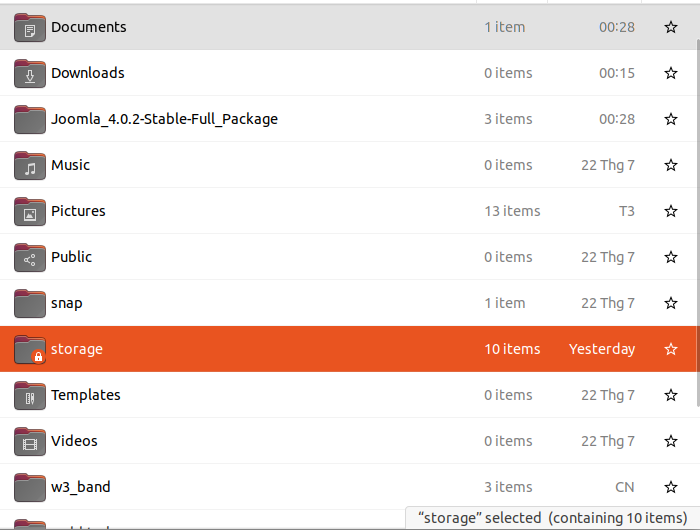 Documents 1 item 00:28
Downloads 0 items 00:15
Joomla_4.0.2-Stable-Full_Package 3 items 00:28
Music 0 items 22 Thg 7
Pictures 13 items T3
Public 0 items 22 Thg 7
snap 1 item 22 Thg 7
storage 10 items Yesterday
Templates 0 items 22 Thg 7
Videos 0 items 22 Thg 7
w3_band 3 items CN
“storage” selected (containing 10 items)